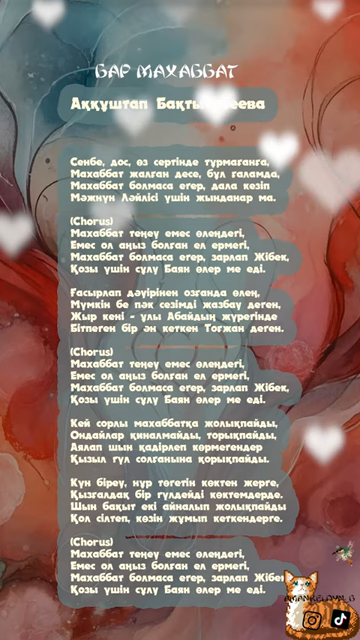 БАР МАХАББАТ
Аққұштап
Сенбе, дос, өз сертінде тұрмағанға,
Махаббат жалған десе, бұл ғаламда,
Махаббат болмаса егер, дала кезіп
Мәжнүн Ләйлісі үшін жынданар ма.
(Chorus)
Махаббат теңеу емес өлеңдегі,
Емес ол аңыз болған ел ермегі,
Махаббат болмаса егер, зарлап Жібек,
Қозы үшін сұлу Баян өлер ме еді.
Ғасырлап дәуірінен озғанда өлең,
Мүмкін бе пәк сезімді жазбау деген,
Жыр кені - ұлы Абайдың жүрегінде
Бітпеген бір ән кеткен Тоғжан деген.
(Chorus)
Махаббат теңеу емес өлеңдегі,
Емес ол аңыз болған ел ермегі,
Махаббат болмаса егер, зарлап Жібек,
Қозы үшін сұлу Баян өлер ме еді.
Кей сорлы махаббатқа жолықпайды,
Ондайлар қиналмайды, торықпайды,
Аялап шын қадірлеп көрмегендер
Қызыл гүл солғанына қорықпайды.
Күн біреу, нұр төгетін көктен жерге,
Қызғалдақ бір гүлдейді көктемдерде.
Шын бақыт екі айналып жолықпайды
Қол сілтеп, көзін жұмып кеткендерге.
(Chorus)
Махаббат теңеу емес өлеңдегі,
Емес ол аңыз болған ел ермегі,
Махаббат болмаса егер, зарлап
Қозы үшін сұлу Баян өлер ме еді.